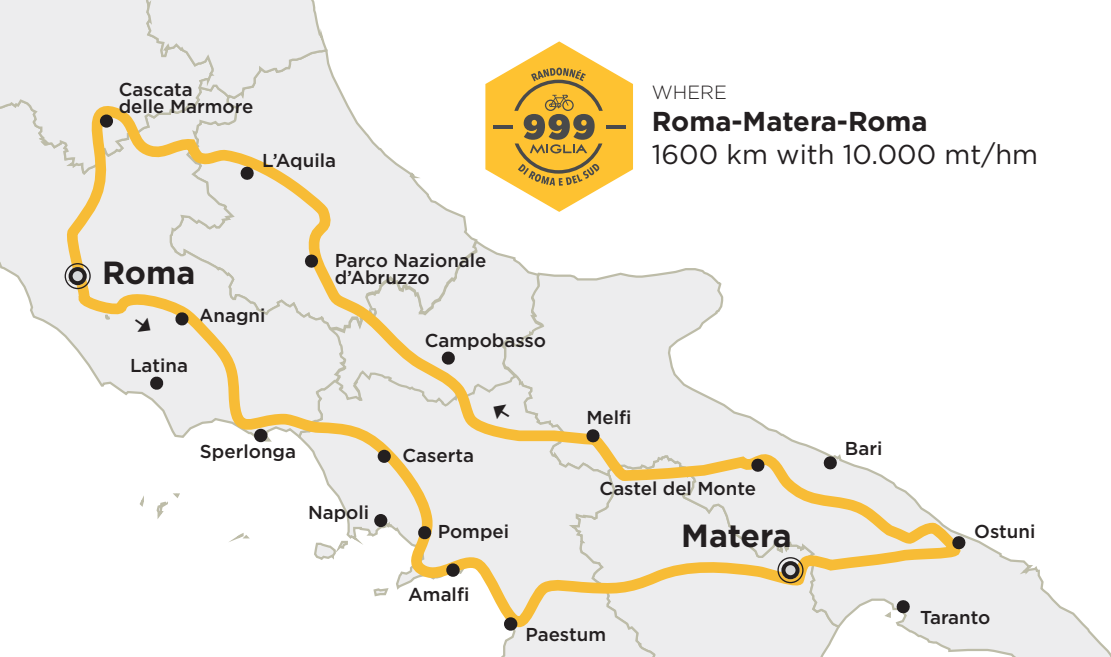 RANDONNÉE
999
MIGLIA
DI ROMA E DEL SUD
WHERE
Roma-Matera-Roma
1600 km with 10.000 mt/hm
Cascata
delle Marmore
L'Aquila
Parco Nazionale
d'Abruzzo
Roma
Anagni
Latina
Campobasso
Sperlonga
Caserta
Melfi
Bari
Castel del Monte
Napoli
Pompei
Matera
Ostuni
Amalfi
Paestum
Taranto